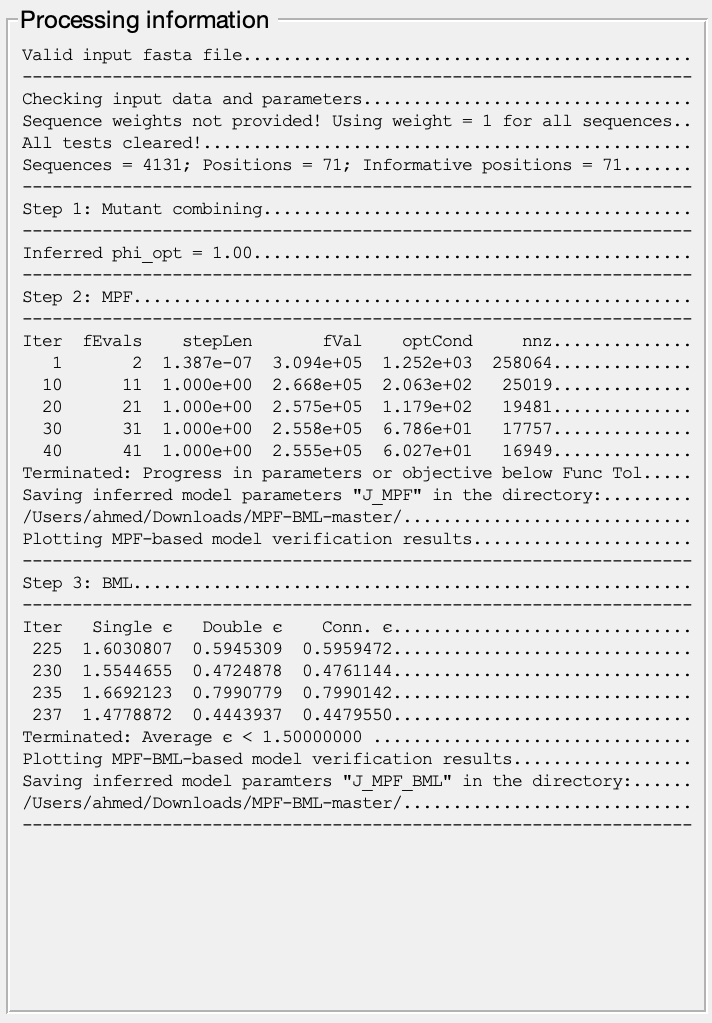 Processing information
Valid input fasta file.............................................
-------------------------------------------------------------------
Checking input data and parameters.................................
Sequence weights not provided! Using weight = 1 for all sequences..
All tests cleared!.................................................
Sequences = 4131; Positions = 71; Informative positions = 71.......
-------------------------------------------------------------------
Step 1: Mutant combining...........................................
-------------------------------------------------------------------
Inferred phi_opt = 1.00............................................
-------------------------------------------------------------------
Step 2: MPF........................................................
-------------------------------------------------------------------
Iter  fEvals    stepLen       fVal    optCond     nnz..............
   1       2  1.387e-07  3.094e+05  1.252e+03  258064..............
  10      11  1.000e+00  2.668e+05  2.063e+02   25019..............
  20      21  1.000e+00  2.575e+05  1.179e+02   19481..............
  30      31  1.000e+00  2.558e+05  6.786e+01   17757..............
  40      41  1.000e+00  2.555e+05  6.027e+01   16949..............
Terminated: Progress in parameters or objective below Func Tol.....
Saving inferred model parameters "J_MPF" in the directory:.........
/Users/ahmed/Downloads/MPF-BML-master/.............................
Plotting MPF-based model verification results......................
-------------------------------------------------------------------
Step 3: BML........................................................
-------------------------------------------------------------------
Iter   Single ϵ   Double ϵ    Conn. ϵ..............................
 225  1.6030807  0.5945309  0.5959472..............................
 230  1.5544655  0.4724878  0.4761144..............................
 235  1.6692123  0.7990779  0.7990142..............................
 237  1.4778872  0.4443937  0.4479550..............................
Terminated: Average ϵ < 1.50000000 ................................
Plotting MPF-BML-based model verification results..................
Saving inferred model paramters "J_MPF_BML" in the directory:......
/Users/ahmed/Downloads/MPF-BML-master/.............................
-------------------------------------------------------------------